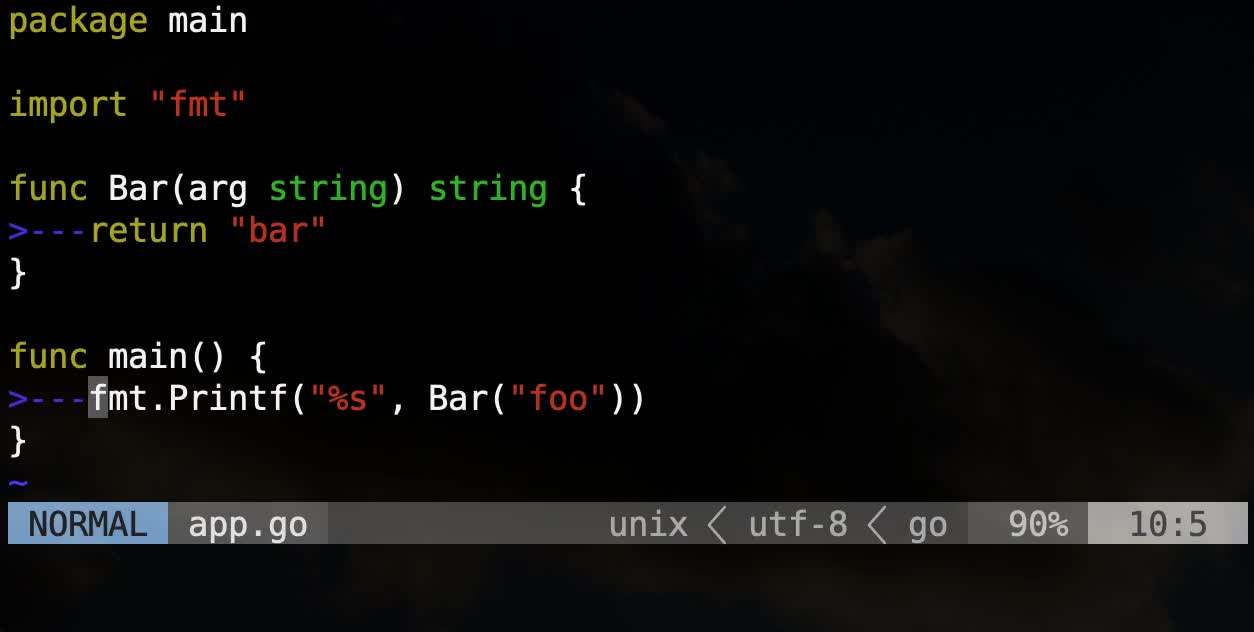 package main
import "fmt"
func Bar(arg string) string {
>---return "bar"
}
func main() {
>---fmt.Printf("%s", Bar("foo"))
}
~
NORMAL app.go unix < utf-8 < go 90% 10:5